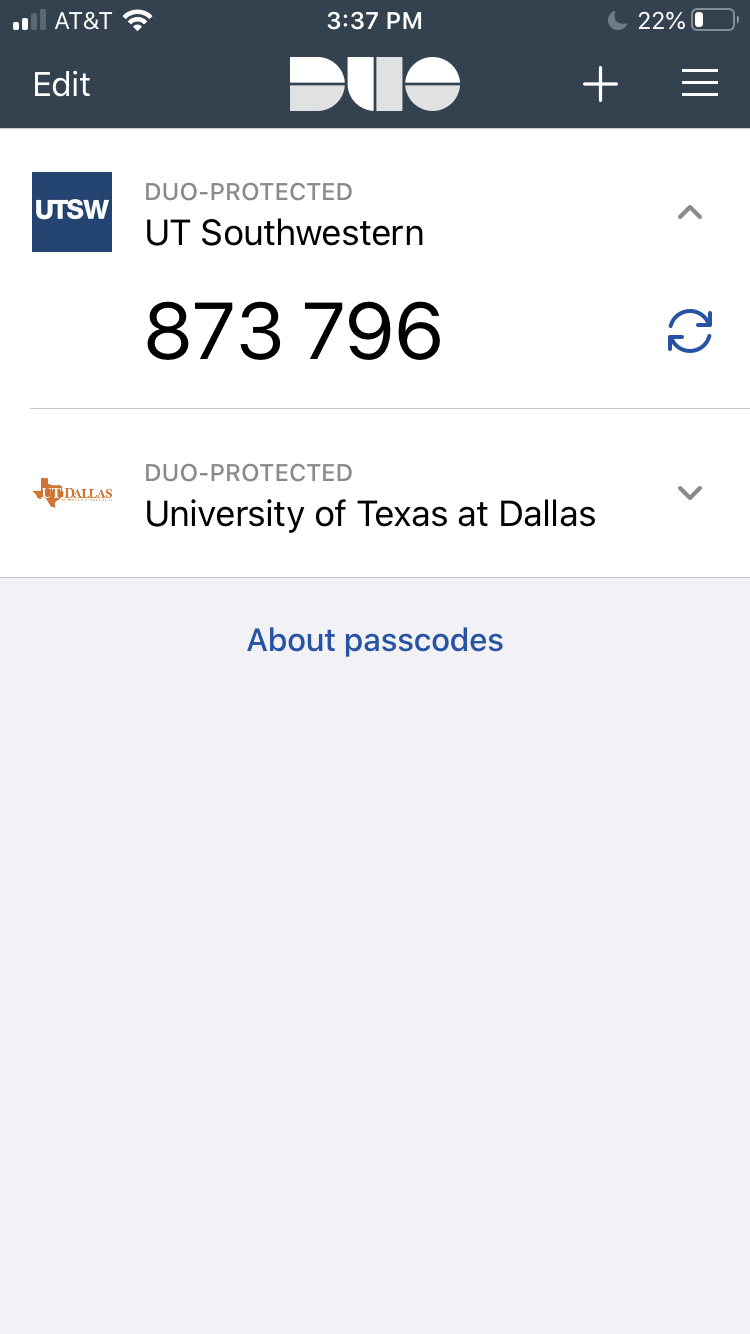 AT&T 3:37 PM 22%
Edit DUO
DUO-PROTECTED
UTSW UT Southwestern
873 796
DUO-PROTECTED
UT DALLAS University of Texas at Dallas
About passcodes